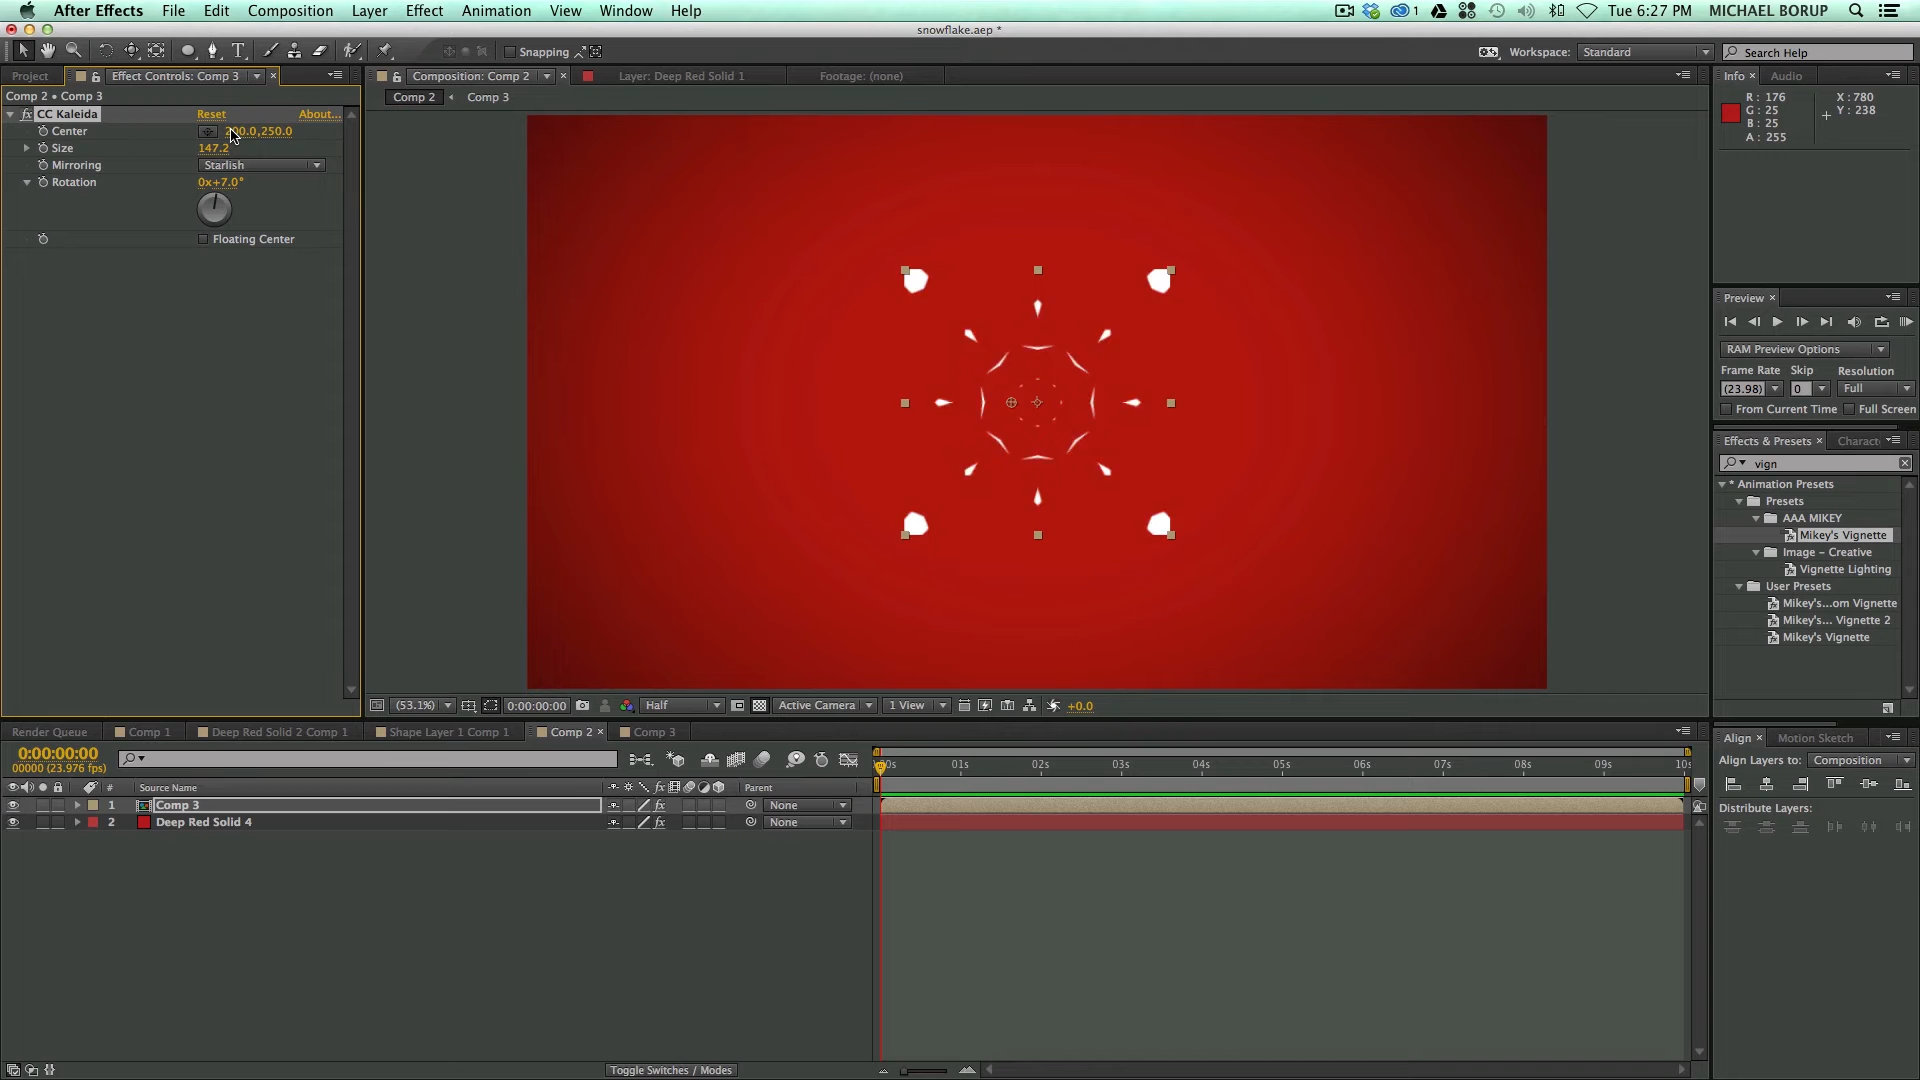 After Effects File Edit Composition Layer Effect Animation View Window Help 1 Tue 6:27 PM MICHAEL BORUP
snowflake.aep *
T Snapping Workspace: Standard Search Help
Project Effect Controls: Comp 3 × Composition: Comp 2 × Layer: Deep Red Solid 1 Footage: (none) Info × Audio
Comp 2 • Comp 3 Comp 2 Comp 3
fx CC Kaleida Reset About...
Center 200.0,250.0
Size 147.2
Mirroring Starlish
Rotation 0x+7.0°
Floating Center
R: 176 X: 780
G: 25 Y: 238
B: 25
A: 255
Preview ×
RAM Preview Options
Frame Rate Skip Resolution
(23.98) 0 Full
From Current Time Full Screen
Effects & Presets × Charact
vign
* Animation Presets
Presets
AAA MIKEY
Mikey's Vignette
Image – Creative
Vignette Lighting
User Presets
Mikey's...om Vignette
Mikey's... Vignette 2
Mikey's Vignette
(53.1%) 0:00:00:00 Half Active Camera 1 View +0.0
Render Queue Comp 1 Deep Red Solid 2 Comp 1 Shape Layer 1 Comp 1 Comp 2 × Comp 3
0:00:00:00
00000 (23.976 fps)
00s 01s 02s 03s 04s 05s 06s 07s 08s 09s 10s
# Source Name fx Parent
1 Comp 3 fx None
2 Deep Red Solid 4 fx None
Toggle Switches / Modes
Align × Motion Sketch
Align Layers to: Composition
Distribute Layers: